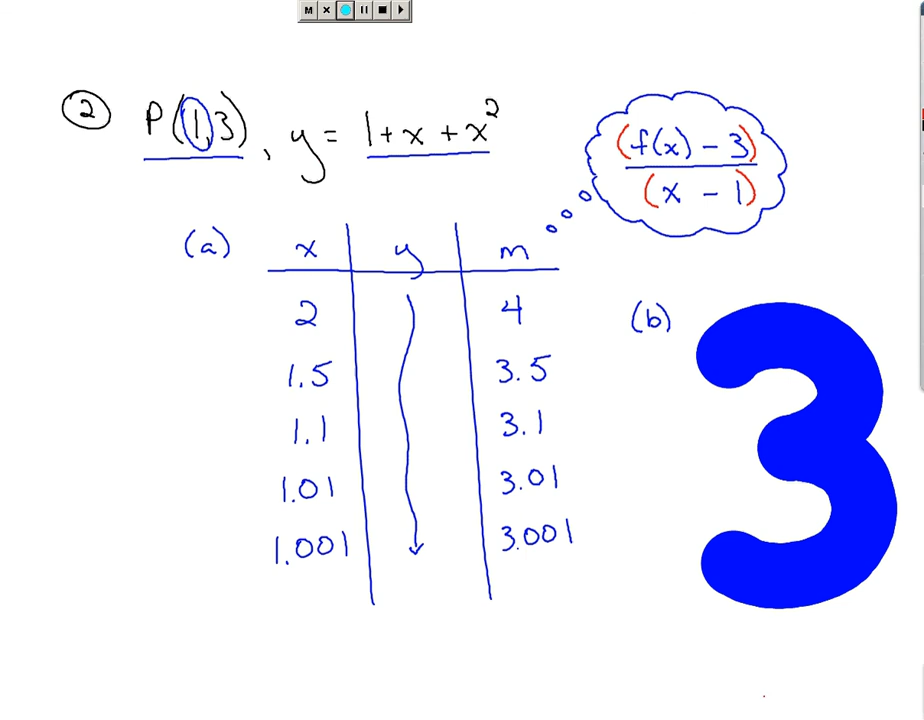 ② P(1,3), y = 1 + x + x²
(f(x) - 3)
(x - 1)
(a) x y m
2 4
(b) 3
1.5 3.5
1.1 3.1
1.01 3.01
1.001 3.001